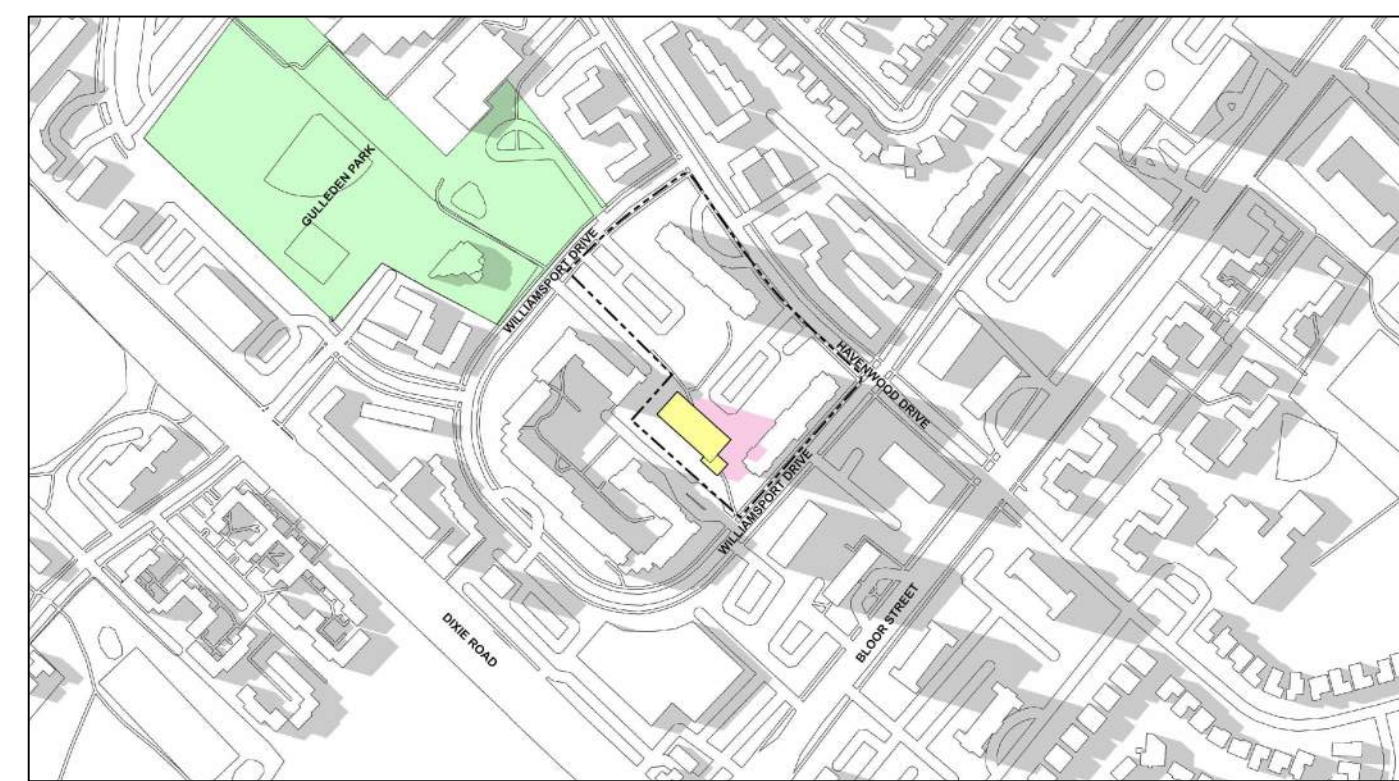 GULLEDEN PARK
WILLIAMSPORT DRIVE
HAVENWOOD DRIVE
WILLIAMSPORT DRIVE
BLOOR STREET
DIXIE ROAD